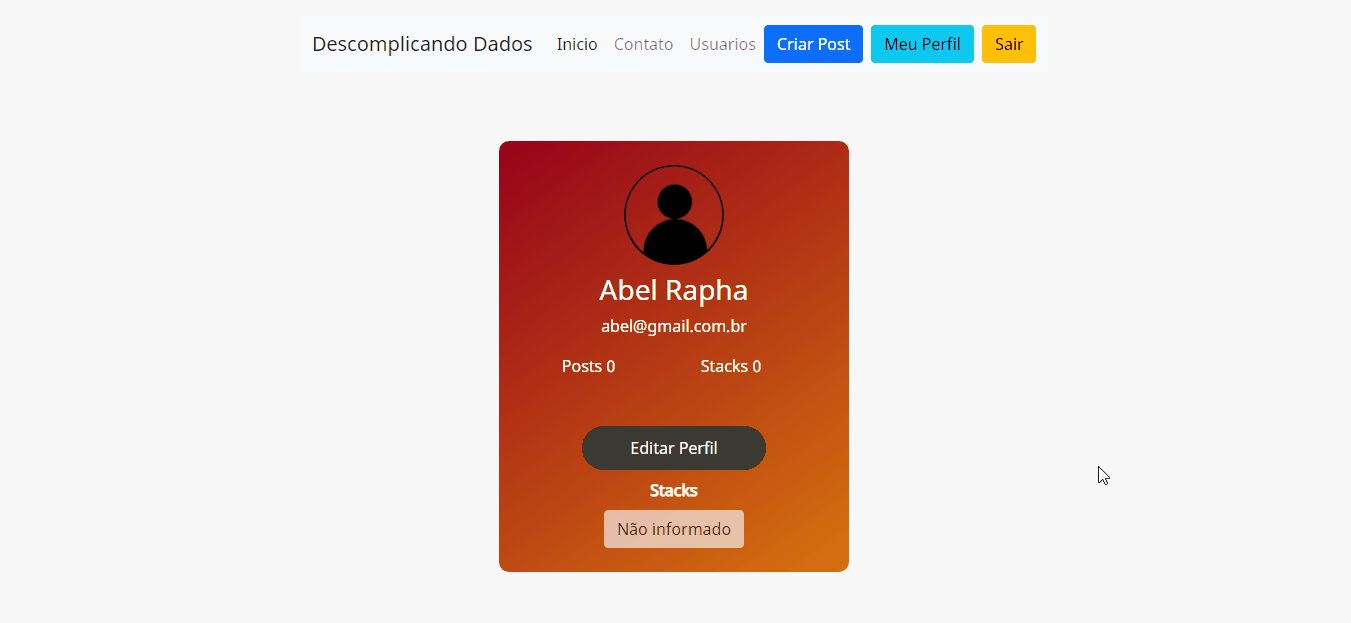 Descomplicando Dados Inicio Contato Usuarios Criar Post Meu Perfil Sair
Abel Rapha
abel@gmail.com.br
Posts 0 Stacks 0
Editar Perfil
Stacks
Não informado